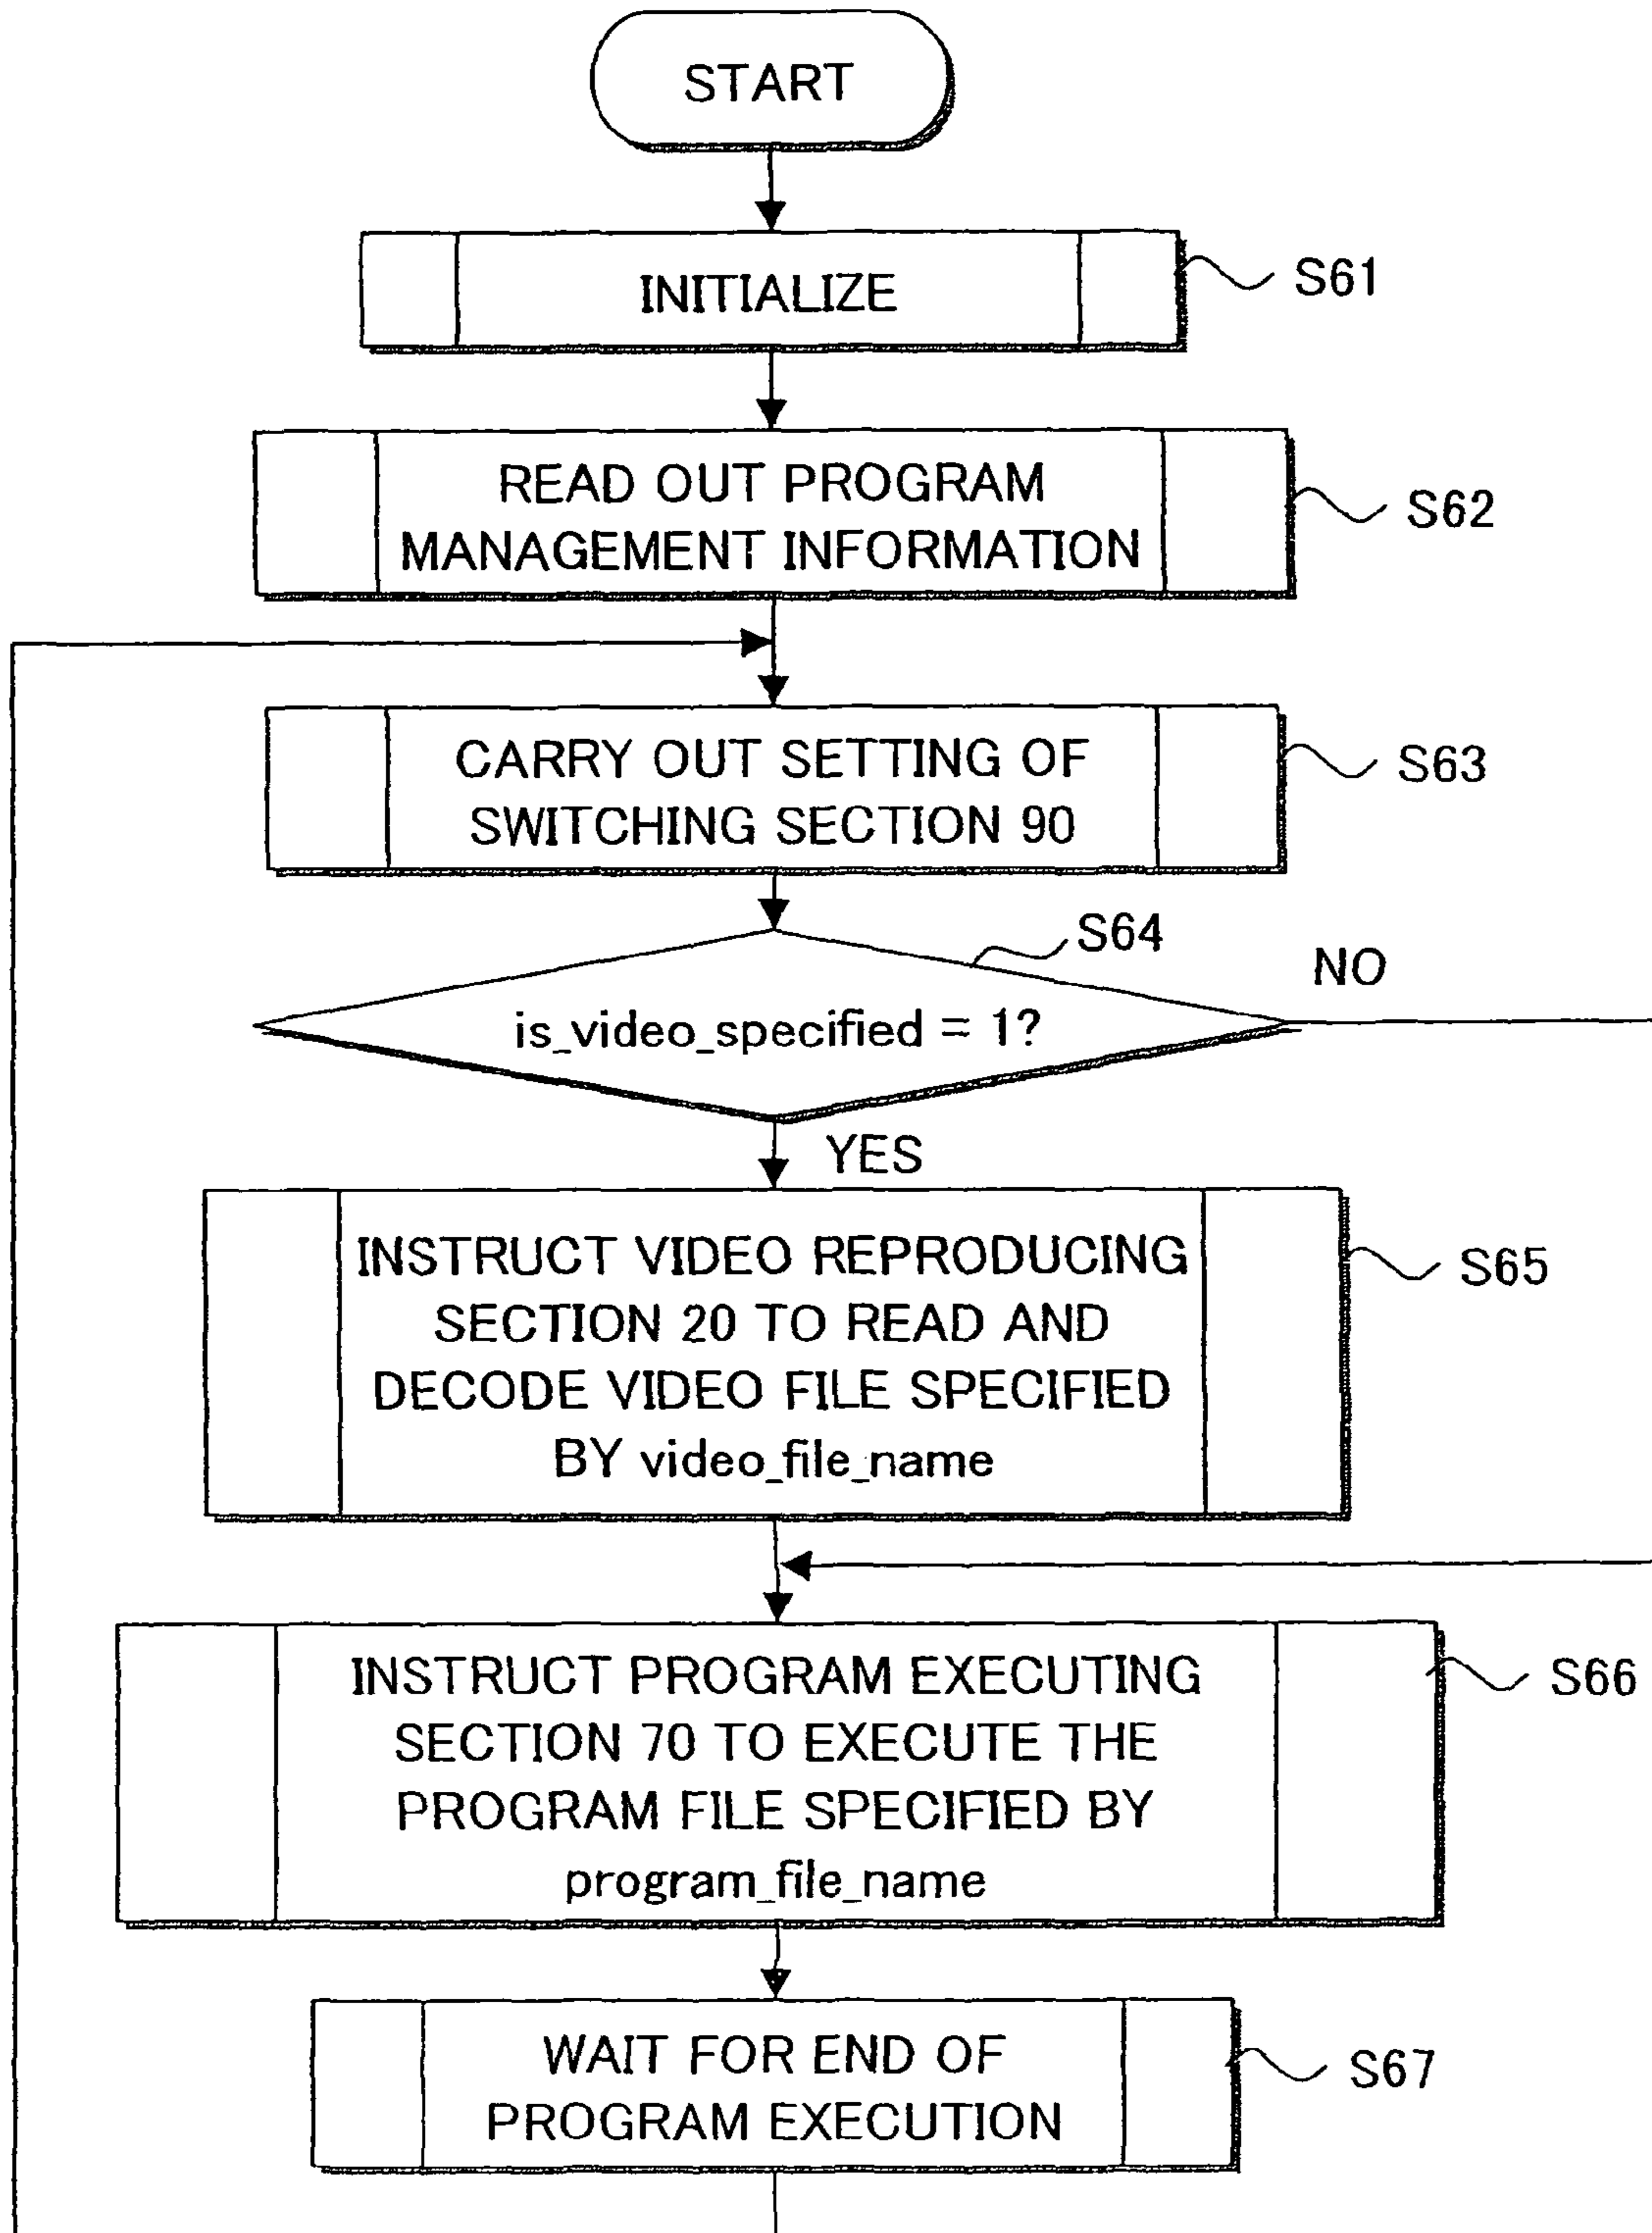 START
INITIALIZE
S61
READ OUT PROGRAM
MANAGEMENT INFORMATION
S62
CARRY OUT SETTING OF
SWITCHING SECTION 90
S63
S64
NO
is_video_specified = 1?
YES
INSTRUCT VIDEO REPRODUCING
SECTION 20 TO READ AND
DECODE VIDEO FILE SPECIFIED
BY video_file_name
S65
INSTRUCT PROGRAM EXECUTING
SECTION 70 TO EXECUTE THE
PROGRAM FILE SPECIFIED BY
program_file_name
S66
WAIT FOR END OF
PROGRAM EXECUTION
S67